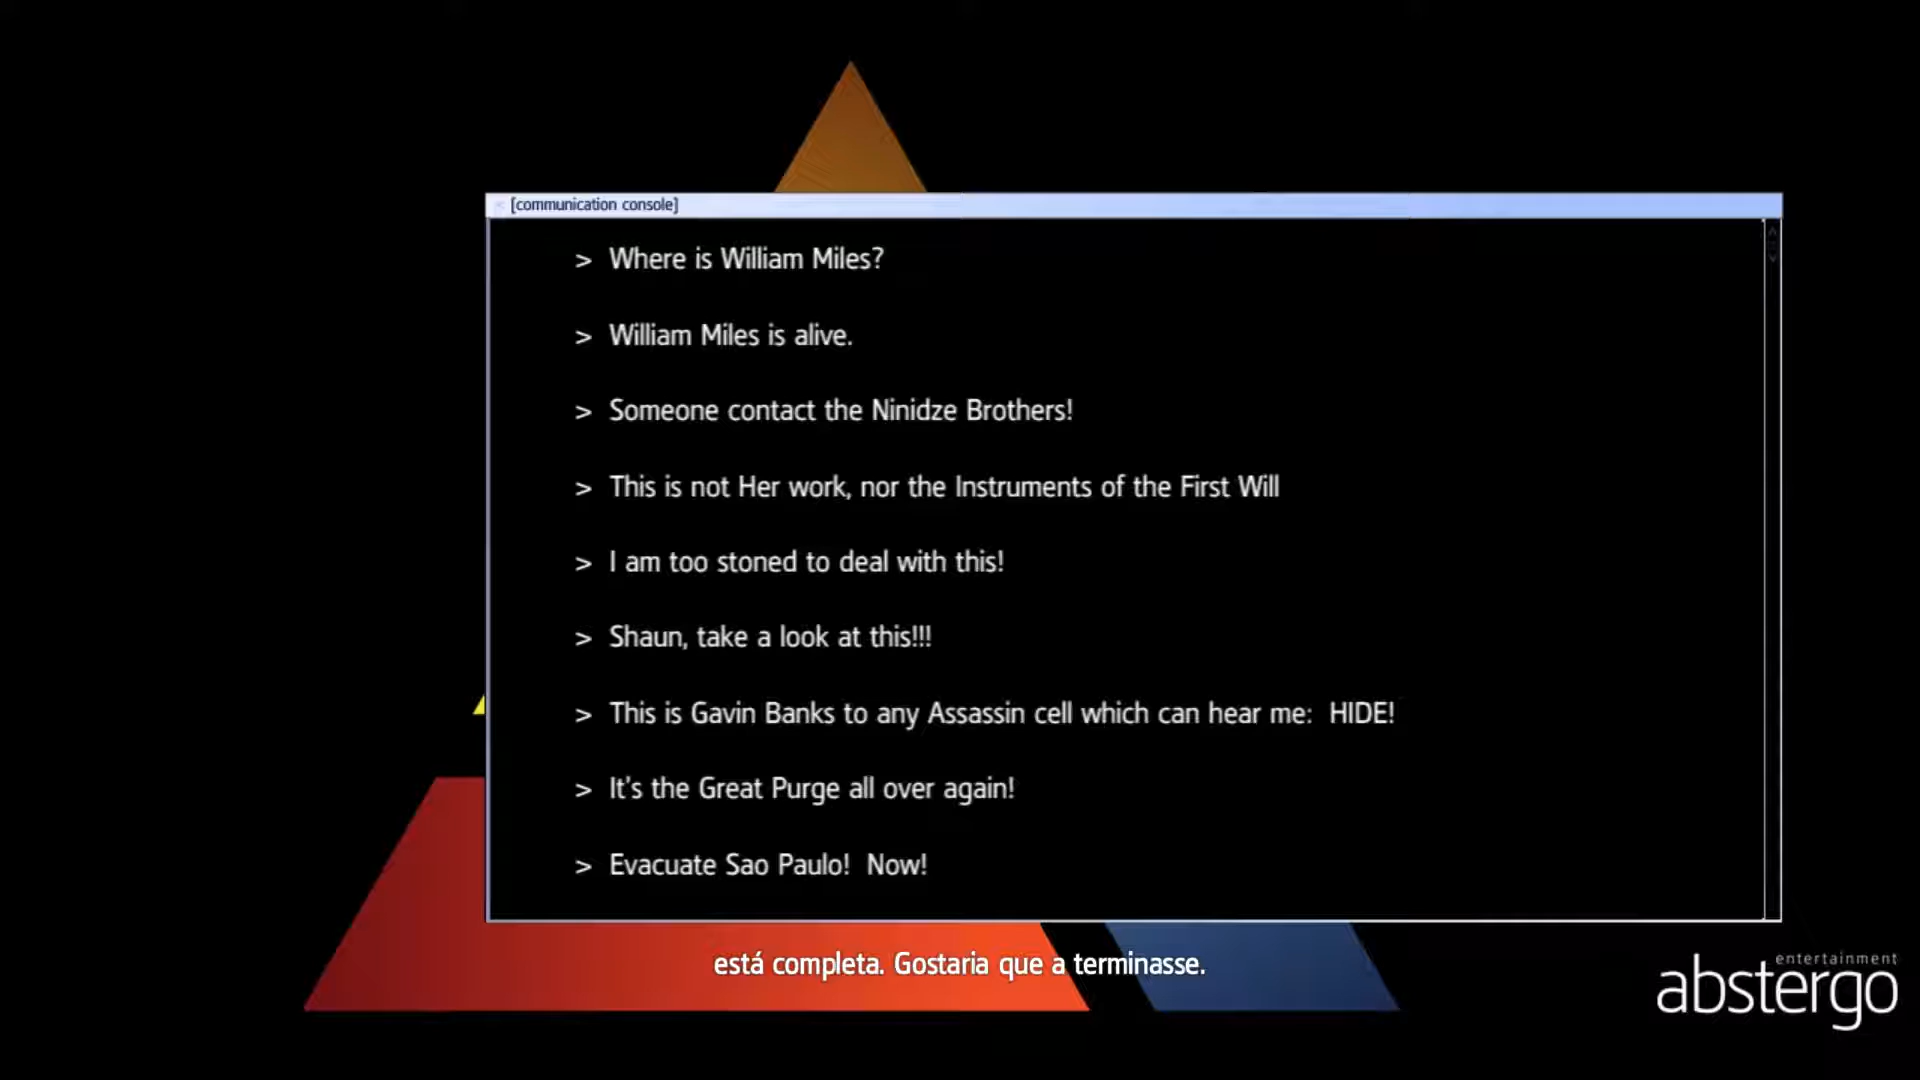 [communication console]
> Where is William Miles?
> William Miles is alive.
> Someone contact the Ninidze Brothers!
> This is not Her work, nor the Instruments of the First Will
> I am too stoned to deal with this!
> Shaun, take a look at this!!!
> This is Gavin Banks to any Assassin cell which can hear me:  HIDE!
> It's the Great Purge all over again!
> Evacuate Sao Paulo!  Now!
está completa. Gostaria que a terminasse.
entertainment
abstergo